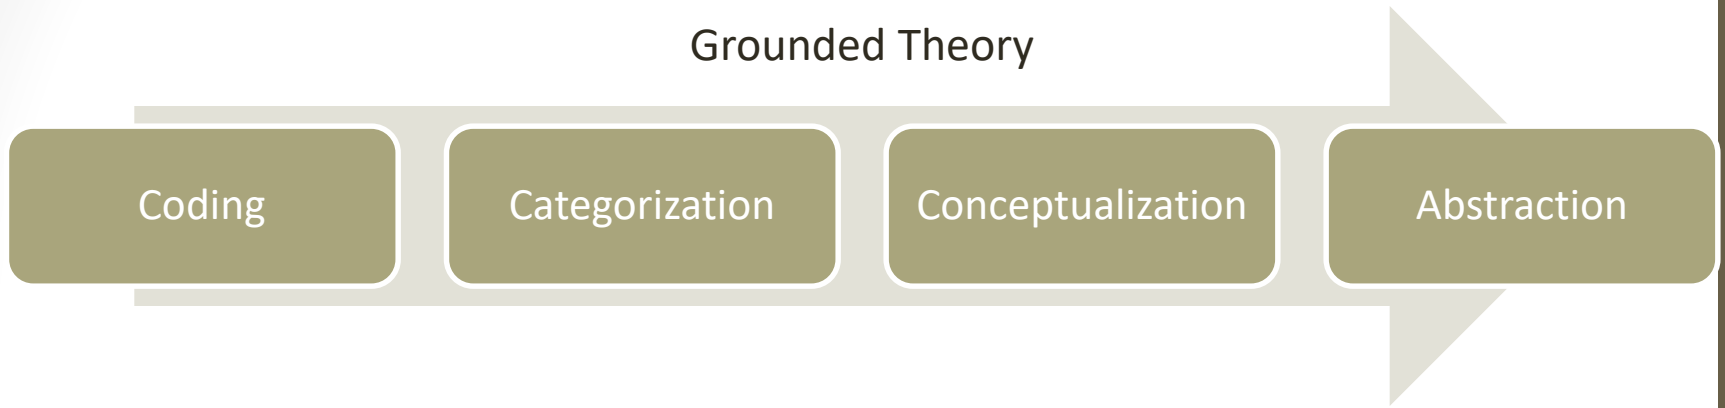 Grounded Theory
Coding
Categorization
Conceptualization
Abstraction